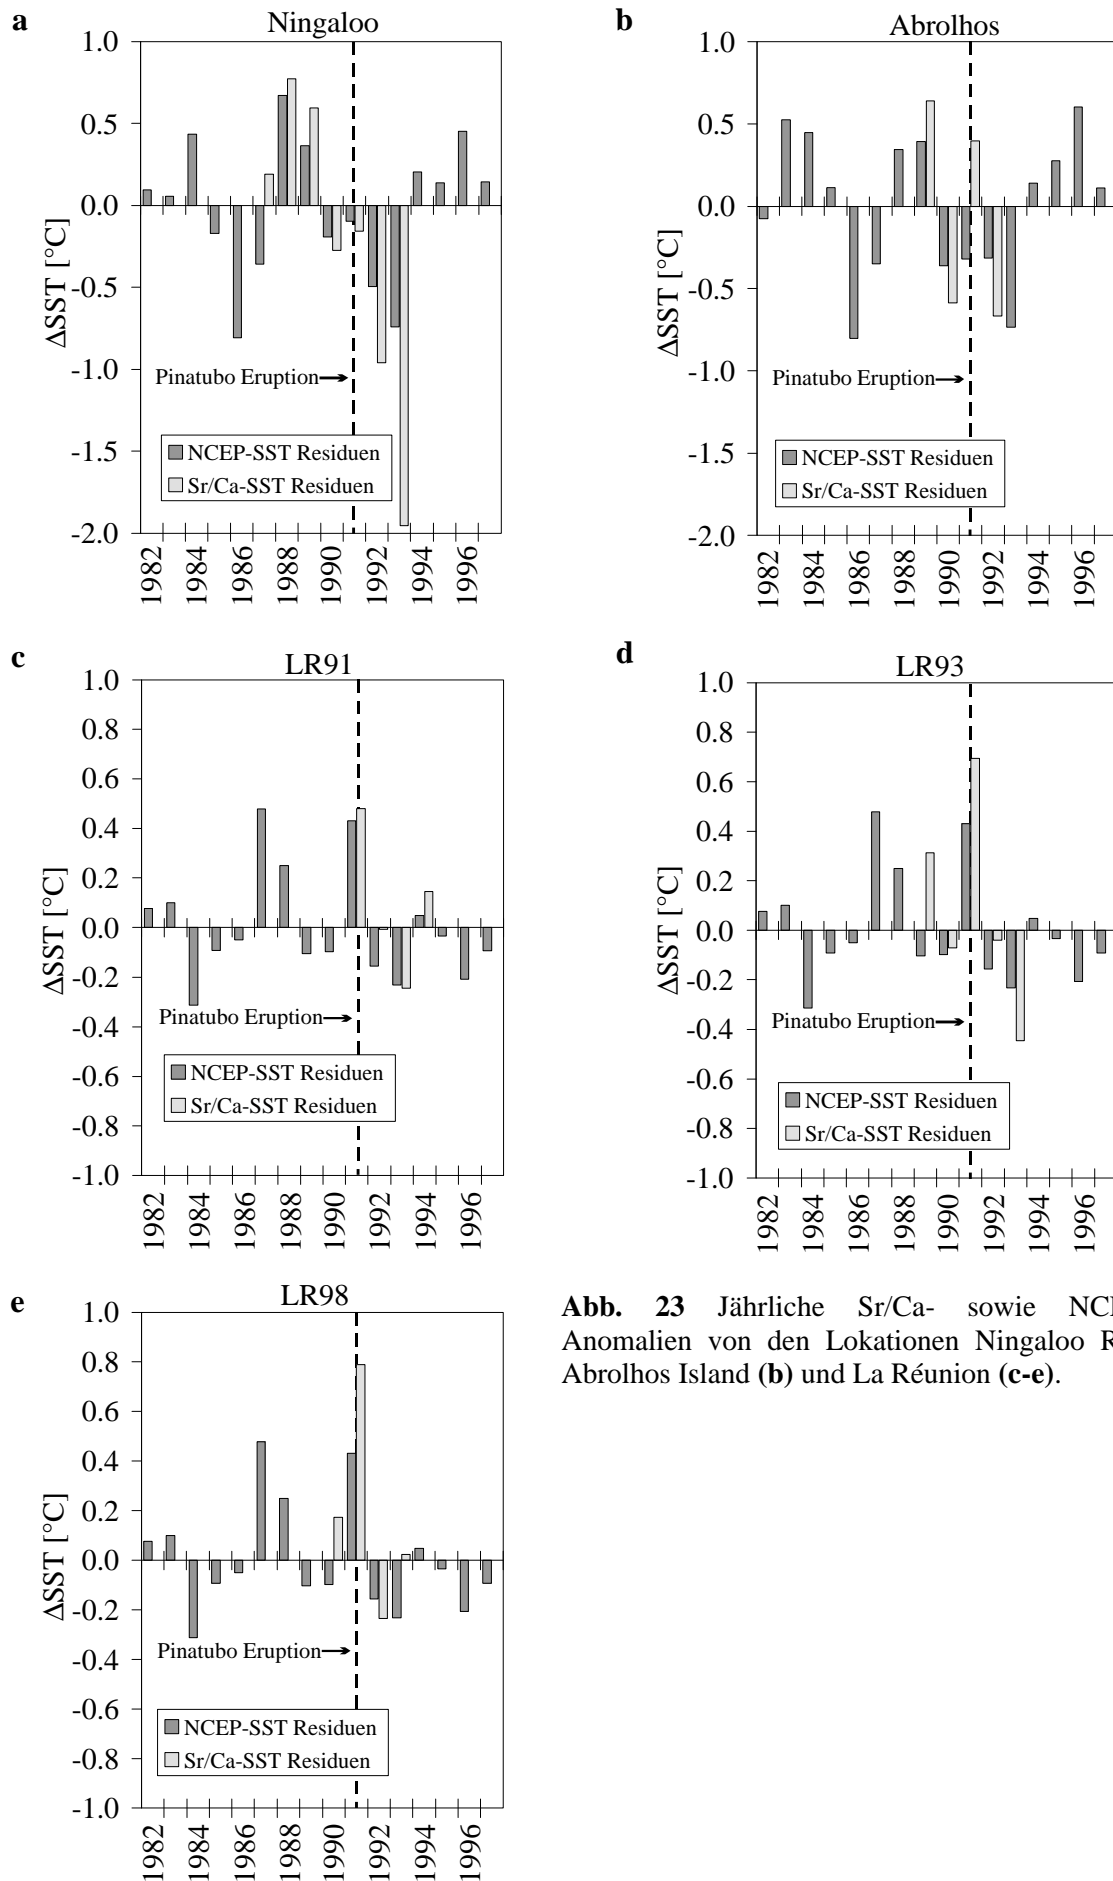 a
Ningaloo
1.0
0.5
0.0
-0.5
-1.0
-1.5
-2.0
ΔSST [°C]
Pinatubo Eruption
NCEP-SST Residuen
Sr/Ca-SST Residuen
1982
1984
1986
1988
1990
1992
1994
1996
b
Abrolhos
1.0
0.5
0.0
-0.5
-1.0
-1.5
-2.0
ΔSST [°C]
Pinatubo Eruption
NCEP-SST Residuen
Sr/Ca-SST Residuen
1982
1984
1986
1988
1990
1992
1994
1996
c
LR91
1.0
0.8
0.6
0.4
0.2
0.0
-0.2
-0.4
-0.6
-0.8
-1.0
ΔSST [°C]
Pinatubo Eruption
NCEP-SST Residuen
Sr/Ca-SST Residuen
1982
1984
1986
1988
1990
1992
1994
1996
d
LR93
1.0
0.8
0.6
0.4
0.2
0.0
-0.2
-0.4
-0.6
-0.8
-1.0
ΔSST [°C]
Pinatubo Eruption
NCEP-SST Residuen
Sr/Ca-SST Residuen
1982
1984
1986
1988
1990
1992
1994
1996
e
LR98
1.0
0.8
0.6
0.4
0.2
0.0
-0.2
-0.4
-0.6
-0.8
-1.0
ΔSST [°C]
Pinatubo Eruption
NCEP-SST Residuen
Sr/Ca-SST Residuen
1982
1984
1986
1988
1990
1992
1994
1996
Abb. 23 Jährliche Sr/Ca- sowie
Anomalien von den Lokationen Ningaloo
Abrolhos Island (b) und La Réunion (c-e).